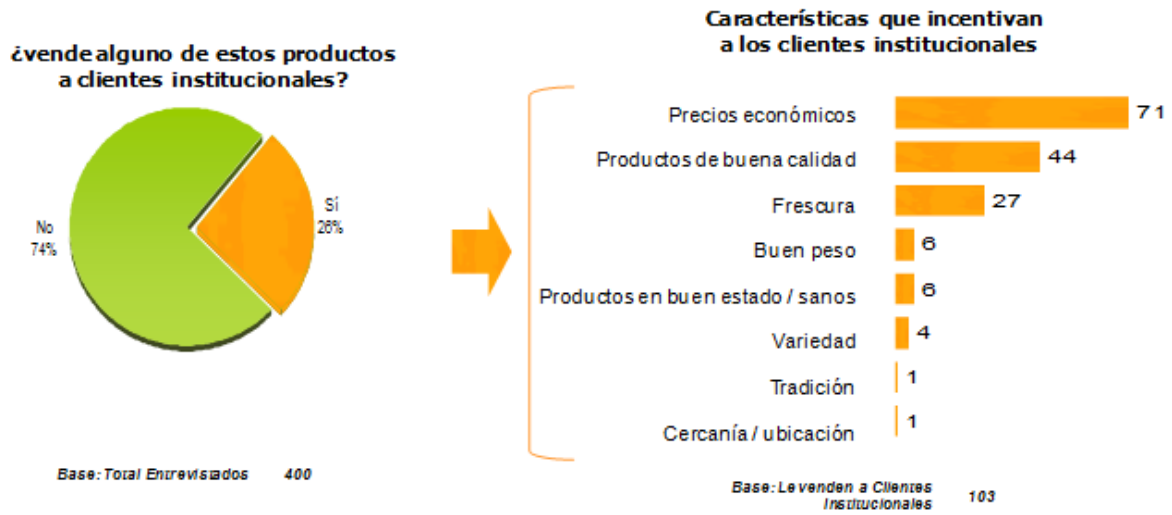 ¿vende alguno de estos productos
a clientes institucionales?
No
74%
Sí
26%
Base: Total Entrevistados 400
Características que incentivan
a los clientes institucionales
Precios económicos 71
Productos de buena calidad 44
Frescura 27
Buen peso 6
Productos en buen estado / sanos 6
Variedad 4
Tradición 1
Cercanía / ubicación 1
Base: Le venden a Clientes
Institucionales 103